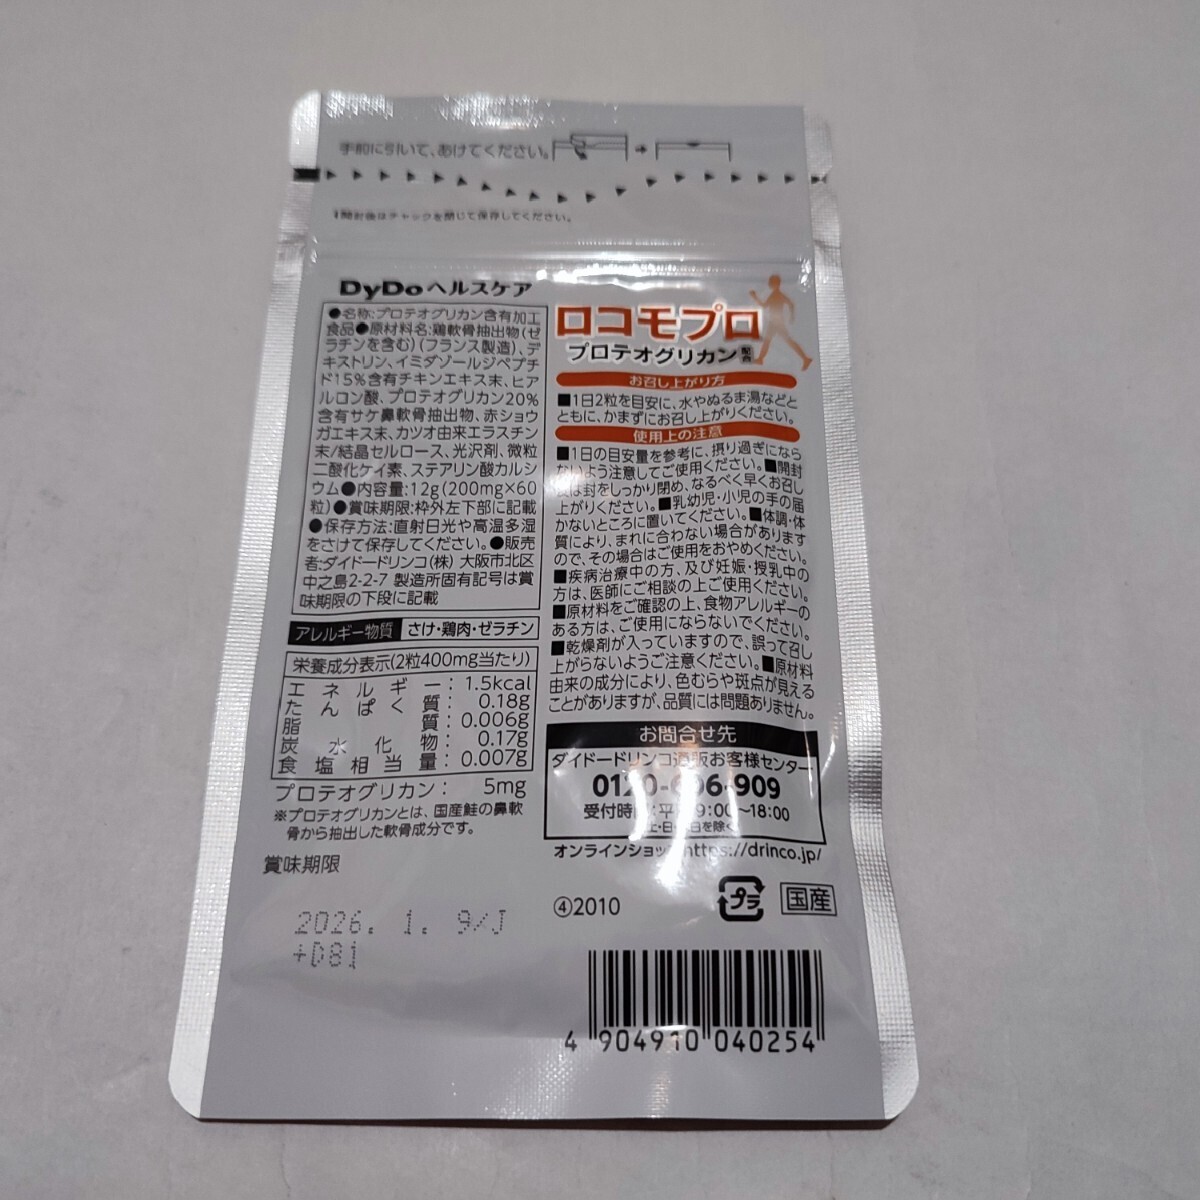 手前に引いて、あけてください。
開封後はチャックを閉じて保存してください。
DyDoヘルスケア
●名称:プロテオグリカン含有加工
食品●原材料名:鶏軟骨抽出物(ゼ
ラチンを含む)(フランス製造)、デ
キストリン、イミダゾールジペプチ
ド15%含有チキンエキス末、ヒア
ルロン酸、プロテオグリカン20%
含有サケ鼻軟骨抽出物、赤ショウ
ガエキス末、カツオ由来エラスチン
末/結晶セルロース、光沢剤、微粒
二酸化ケイ素、ステアリン酸カルシ
ウム●内容量:12g(200mg×60
粒)●賞味期限:枠外左下部に記載
●保存方法:直射日光や高温多湿
をさけて保存してください。●販売
者:ダイドードリンコ(株) 大阪市北区
中之島2-2-7 製造所固有記号は賞
味期限の下段に記載
アレルギー物質 さけ・鶏肉・ゼラチン
栄養成分表示(2粒400mg当たり)
エネルギー:1.5kcal
たんぱく質:0.18g
脂質:0.006g
炭水化物:0.17g
食塩相当量:0.007g
プロテオグリカン: 5mg
※プロテオグリカンとは、国産鮭の鼻軟
骨から抽出した軟骨成分です。
賞味期限
2026. 1. 9/J
+D81
ロコモプロ
プロテオグリカン配合
お召し上がり方
■1日2粒を目安に、水やぬるま湯などと
ともに、かまずにお召し上がりください。
使用上の注意
■1日の目安量を参考に、摂り過ぎになら
ないよう注意してご使用ください。■開封
後は封をしっかり閉め、なるべく早くお召し
上がりください。■乳幼児・小児の手の届
かないところに置いてください。■体調・体
質により、まれに合わない場合があります
ので、その場合はご使用をおやめください。
■疾病治療中の方、及び妊娠・授乳中の
方は、医師にご相談の上ご使用ください。
■原材料をご確認の上、食物アレルギーの
ある方は、ご使用にならないでください。
■乾燥剤が入っていますので、誤って召し
上がらないようご注意ください。■原材料
由来の成分により、色むらや斑点が見える
ことがありますが、品質には問題ありません。
お問合せ先
ダイドードリンコ通販お客様センター
0120-606-909
受付時間:平日9:00〜18:00
土・日・祝日を除く
オンラインショップhttps://drinco.jp/
④2010
プラ
国産
4 904910 040254